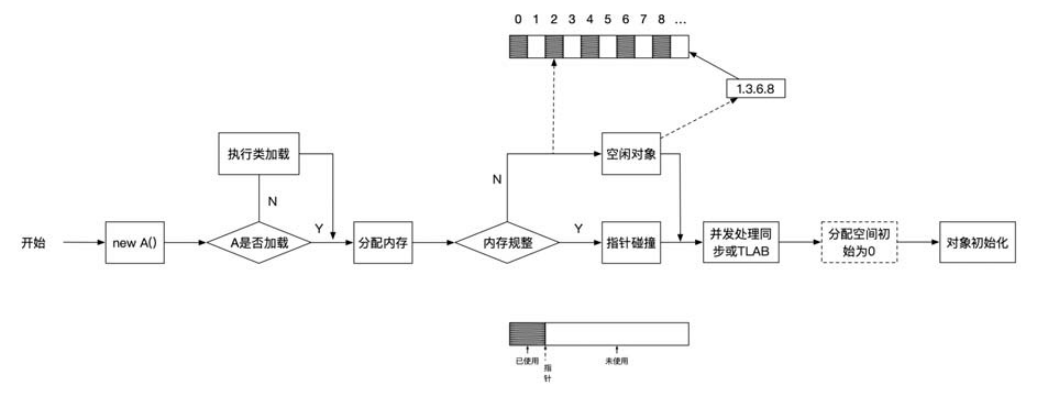 0 1 2 3 4 5 6 7 8 ...
1.3.6.8
执行类加载
空闲对象
N
N
开始
new A()
A是否加载
Y
分配内存
内存规整
Y
指针碰撞
并发处理同
步或TLAB
分配空间初
始为0
对象初始化
已使用
指
针
未使用